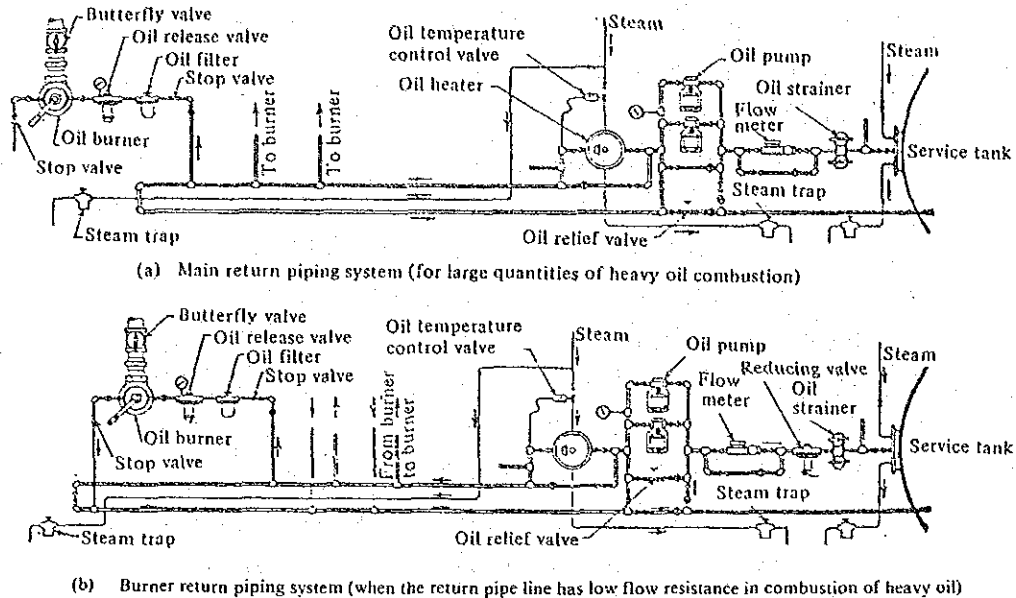 Butterfly valve
Oil release valve
Oil filter
Stop valve
Oil burner
Stop valve
To burner
To burner
Oil temperature
control valve
Oil heater
Steam
Oil pump
Flow
meter
Oil strainer
Steam
Service tank
Steam trap
Steam trap
Oil relief valve
(a) Main return piping system (for large quantities of heavy oil combustion)
Butterfly valve
Oil release valve
Oil filter
Stop valve
Oil burner
Stop valve
From burner
to burner
Oil temperature
control valve
Steam
Oil pump
Flow
meter
Reducing valve
Oil
strainer
Steam
Service tank
Steam trap
Steam trap
Oil relief valve
(b) Burner return piping system (when the return pipe line has low flow resistance in combustion of heavy oil)